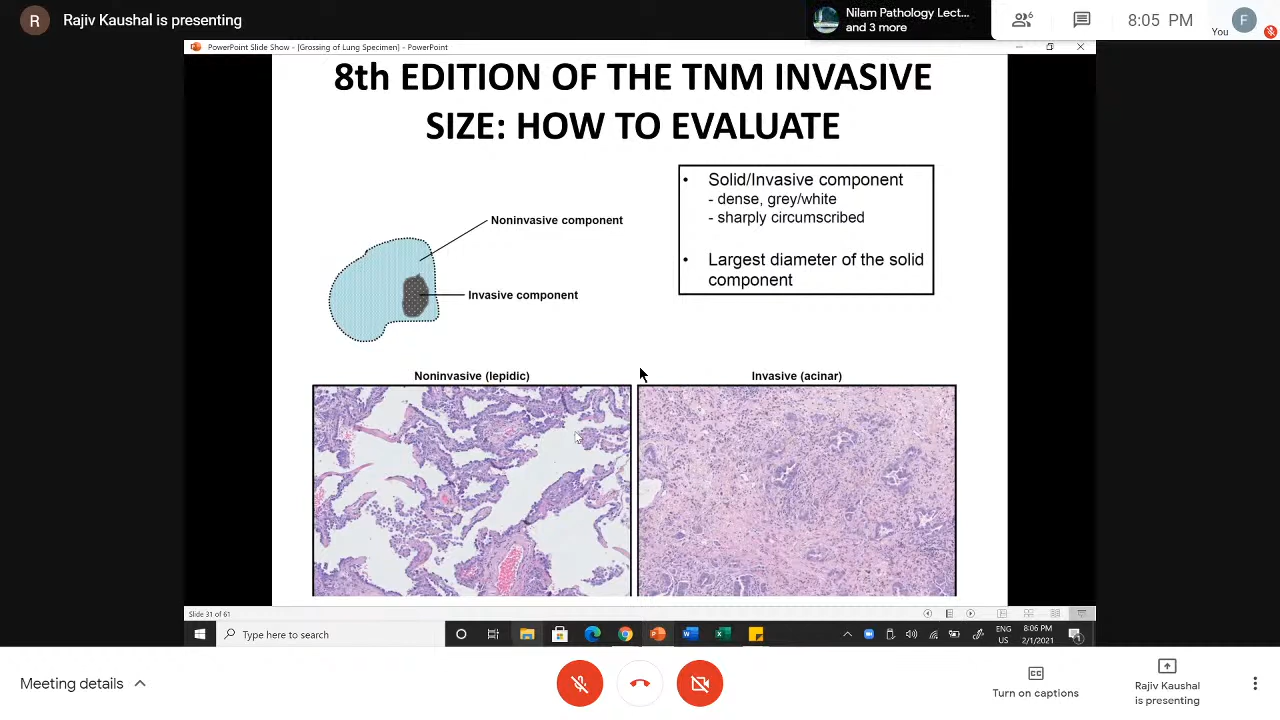 R
Rajiv Kaushal is presenting
Nilam Pathology Lect...
and 3 more
6
8:05 PM
You
F
PowerPoint Slide Show - [Grossing of Lung Specimen] - PowerPoint
8th EDITION OF THE TNM INVASIVE
SIZE: HOW TO EVALUATE
Noninvasive component
Invasive component
• Solid/Invasive component
- dense, grey/white
- sharply circumscribed
• Largest diameter of the solid
component
Noninvasive (lepidic)
Invasive (acinar)
Slide 31 of 61
Type here to search
ENG
US
8:06 PM
2/1/2021
1
Meeting details
CC
Turn on captions
Rajiv Kaushal
is presenting